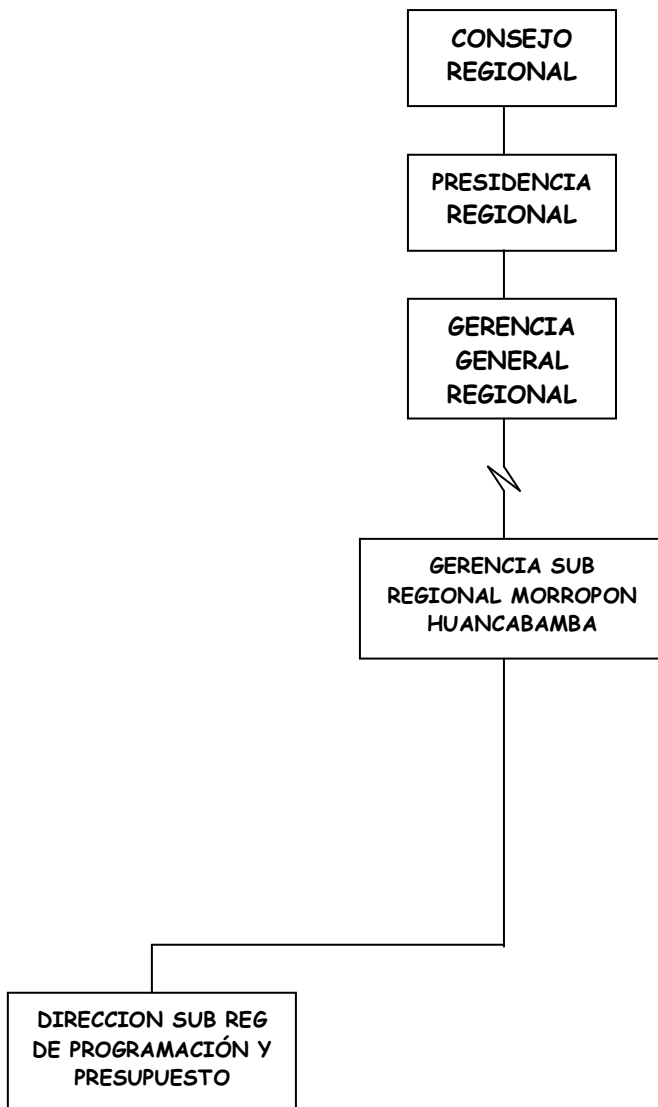 CONSEJO
REGIONAL
PRESIDENCIA
REGIONAL
GERENCIA
GENERAL
REGIONAL
GERENCIA SUB
REGIONAL MORROPON
HUANCABAMBA
DIRECCION SUB REG
DE PROGRAMACIÓN Y
PRESUPUESTO